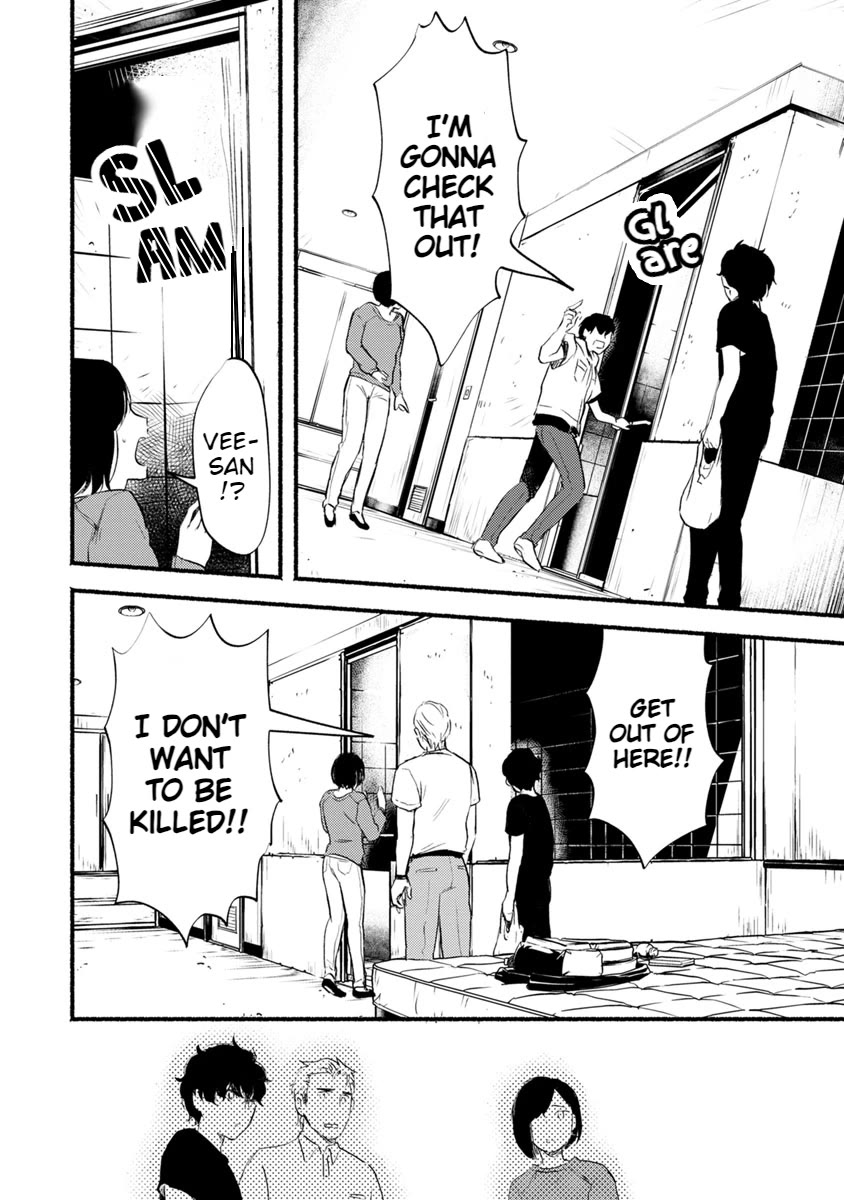 GL
are
I'M
GONNA
CHECK
THAT
OUT!
SL
AM
VEE-
SAN
!?
GET
OUT OF
HERE!!
I DON'T
WANT
TO BE
KILLED!!